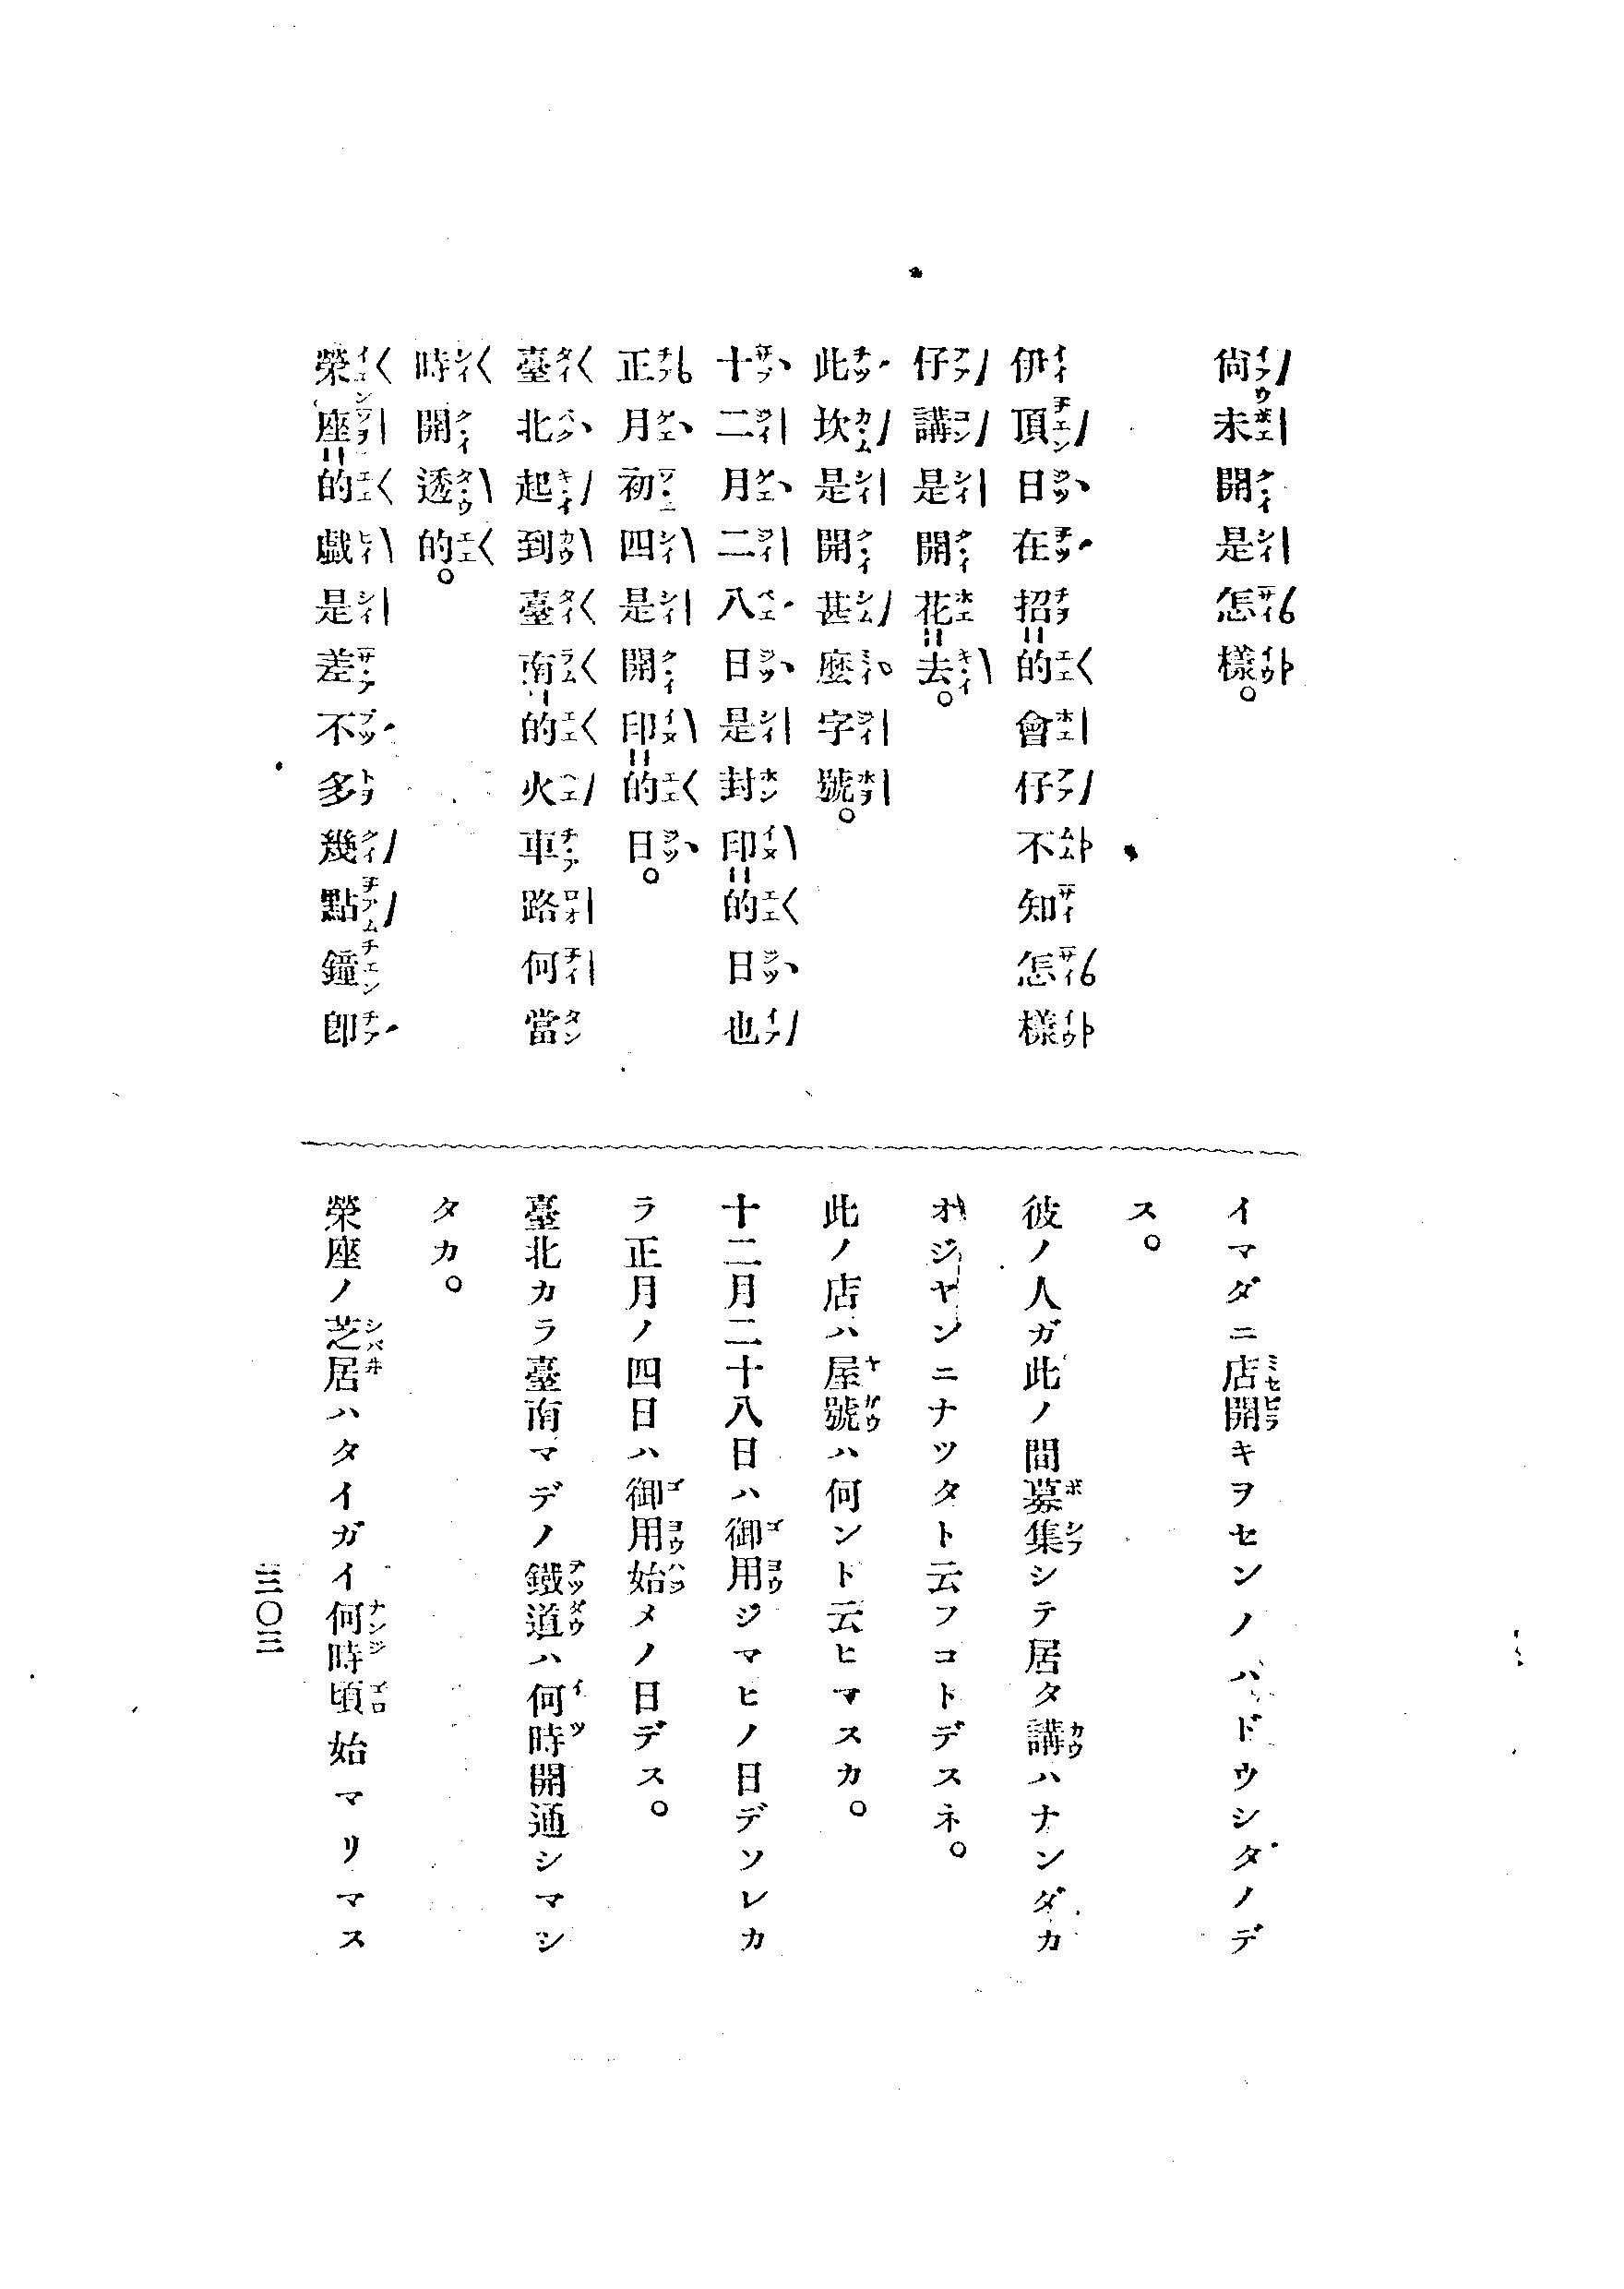 尙未開是怎樣。
伊頂日在招的會仔不知怎樣
仔講是開花去。
此坎是開甚麼字號。
十二月二八日是封印的日也
正月初四是開印的日。
臺北起到臺南的火車路何當
時開透的。
榮座的戲是差不多幾點鐘卽
イマダニ店開キヲセンノハドウシタノデ
ス。
彼ノ人ガ此ノ間募集シテ居タ講ハナンダカ
オジヤンニナツタト云フコトデスネ。
此ノ店ハ屋號ハ何ント云ヒマスカ。
十二月二十八日ハ御用ジマヒノ日デソレカ
ラ正月ノ四日ハ御用始メノ日デス。
臺北カラ臺南マデノ鐵道ハ何時開通シマシ
タカ。
榮座ノ芝居ハタイガイ何時頃始マリマス
三〇三